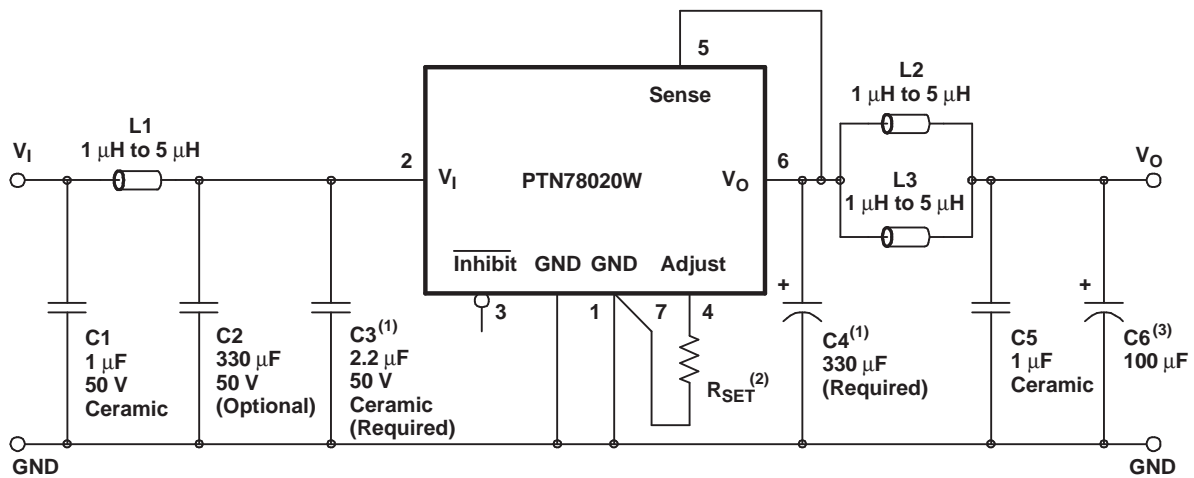 5
Sense
L2
1 μH to 5 μH
L1
1 μH to 5 μH
V_I
2
V_I
PTN78020W
V_O
6
L3
1 μH to 5 μH
V_O
Inhibit
GND
GND
Adjust
3
1
7
4
C1
1 μF
50 V
Ceramic
C2
330 μF
50 V
(Optional)
C3(1)
2.2 μF
50 V
Ceramic
(Required)
R_SET(2)
+
C4(1)
330 μF
(Required)
C5
1 μF
Ceramic
+
C6(3)
100 μF
GND
GND